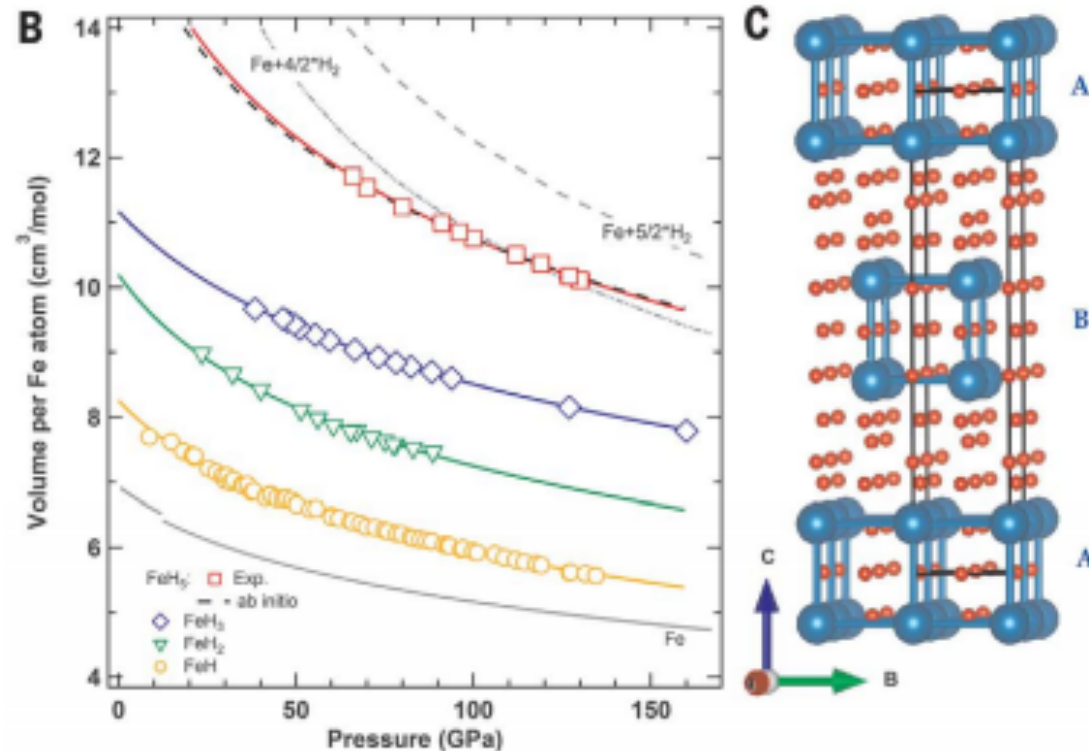 B
C
14
12
10
8
6
4
0
50
100
150
Volume per Fe atom (cm³/mol)
Pressure (GPa)
Fe+4/2*H₂
Fe+5/2*H₂
FeH₅: Exp.
ab initio
FeH₃
FeH₂
FeH
Fe
A
B
A
C
B